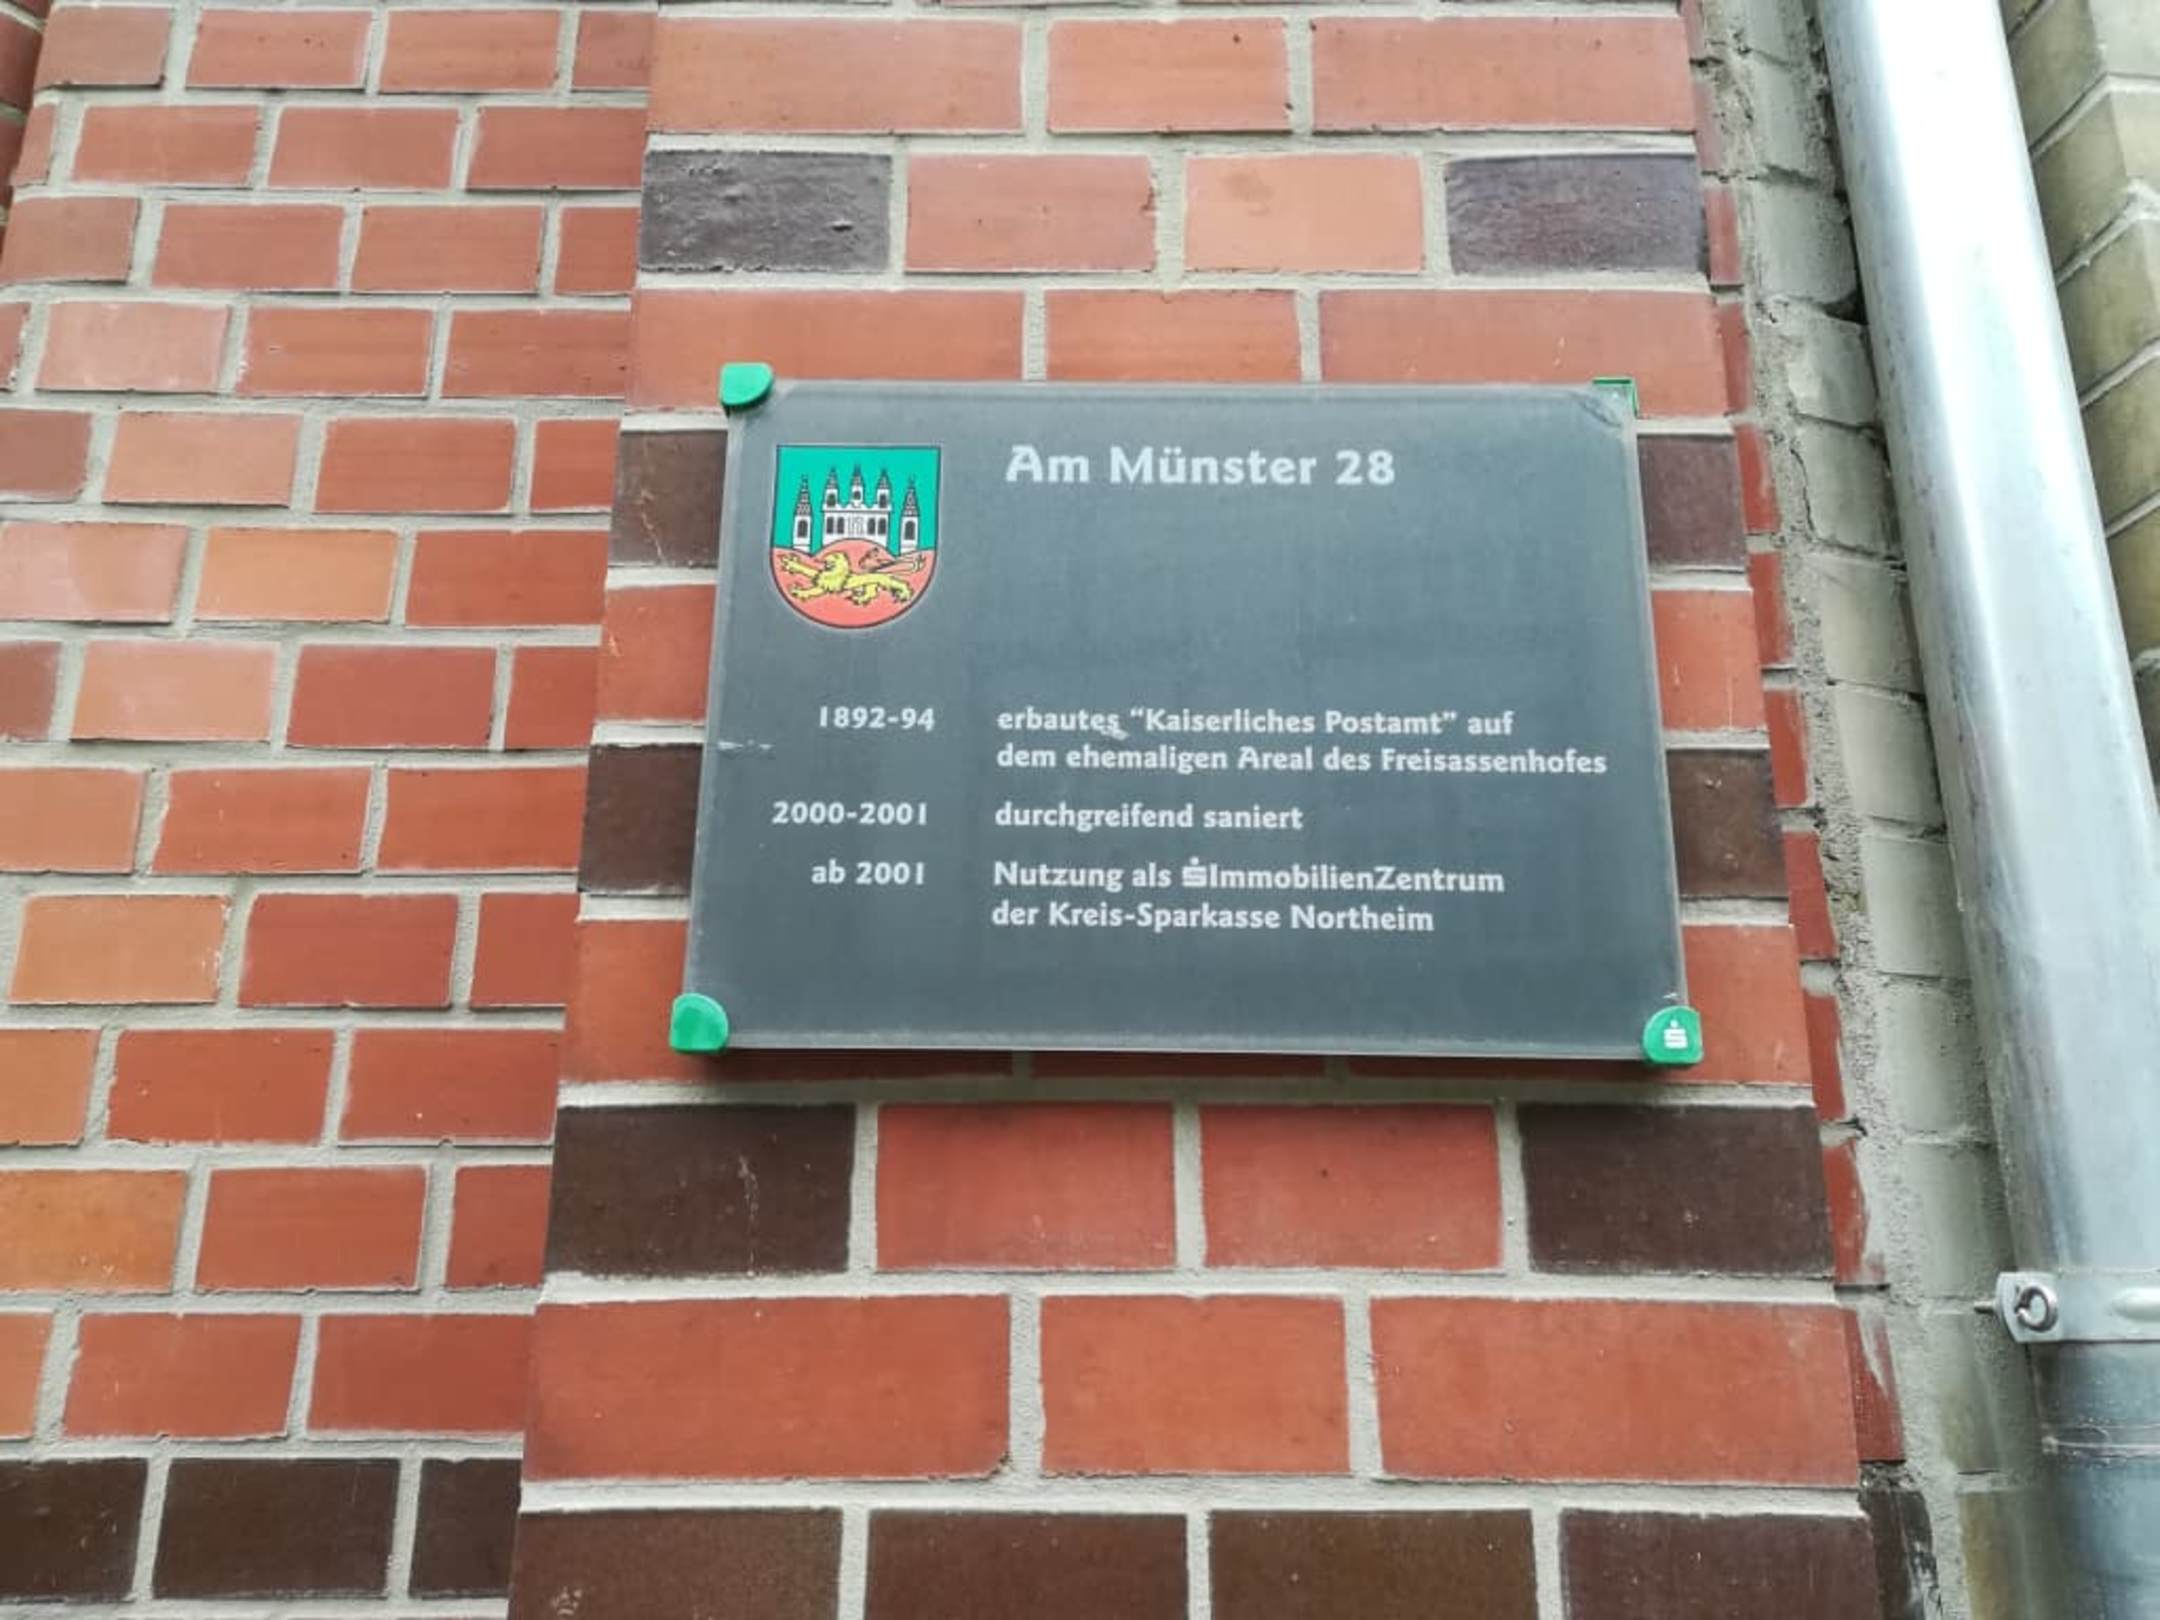 Am Münster 28
1892-94 erbautes “Kaiserliches Postamt” auf
dem ehemaligen Areal des Freisassenhofes
2000-2001 durchgreifend saniert
ab 2001 Nutzung als ImmobilienZentrum
der Kreis-Sparkasse Northeim